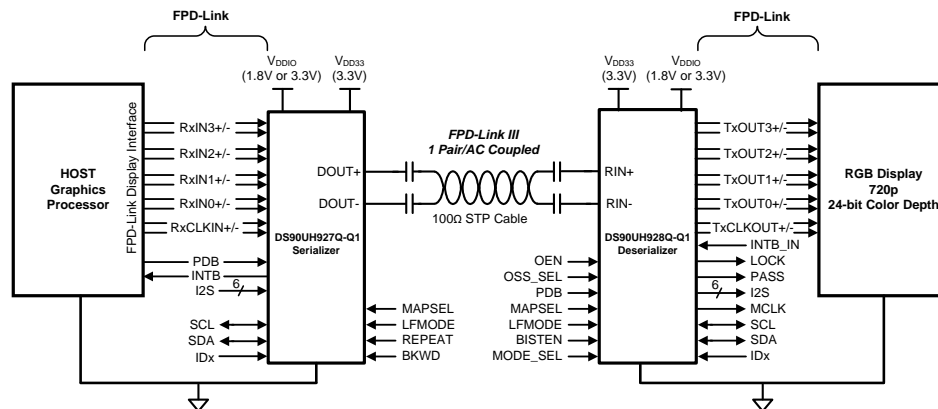 FPD-Link
FPD-Link
VDDIO
(1.8V or 3.3V)
VDD33
(3.3V)
VDD33
(3.3V)
VDDIO
(1.8V or 3.3V)
HOST
Graphics
Processor
FPD-Link Display Interface
RxIN3+/-
RxIN2+/-
RxIN1+/-
RxIN0+/-
RxCLKIN+/-
PDB
INTB
I2S
6
SCL
SDA
IDx
DOUT+
DOUT-
DS90UH927Q-Q1
Serializer
MAPSEL
LFMODE
REPEAT
BKWD
FPD-Link III
1 Pair/AC Coupled
100Ω STP Cable
RIN+
RIN-
DS90UH928Q-Q1
Deserializer
OEN
OSS_SEL
PDB
MAPSEL
LFMODE
BISTEN
MODE_SEL
TxOUT3+/-
TxOUT2+/-
TxOUT1+/-
TxOUT0+/-
TxCLKOUT+/-
INTB_IN
LOCK
PASS
6
I2S
MCLK
SCL
SDA
IDx
RGB Display
720p
24-bit Color Depth